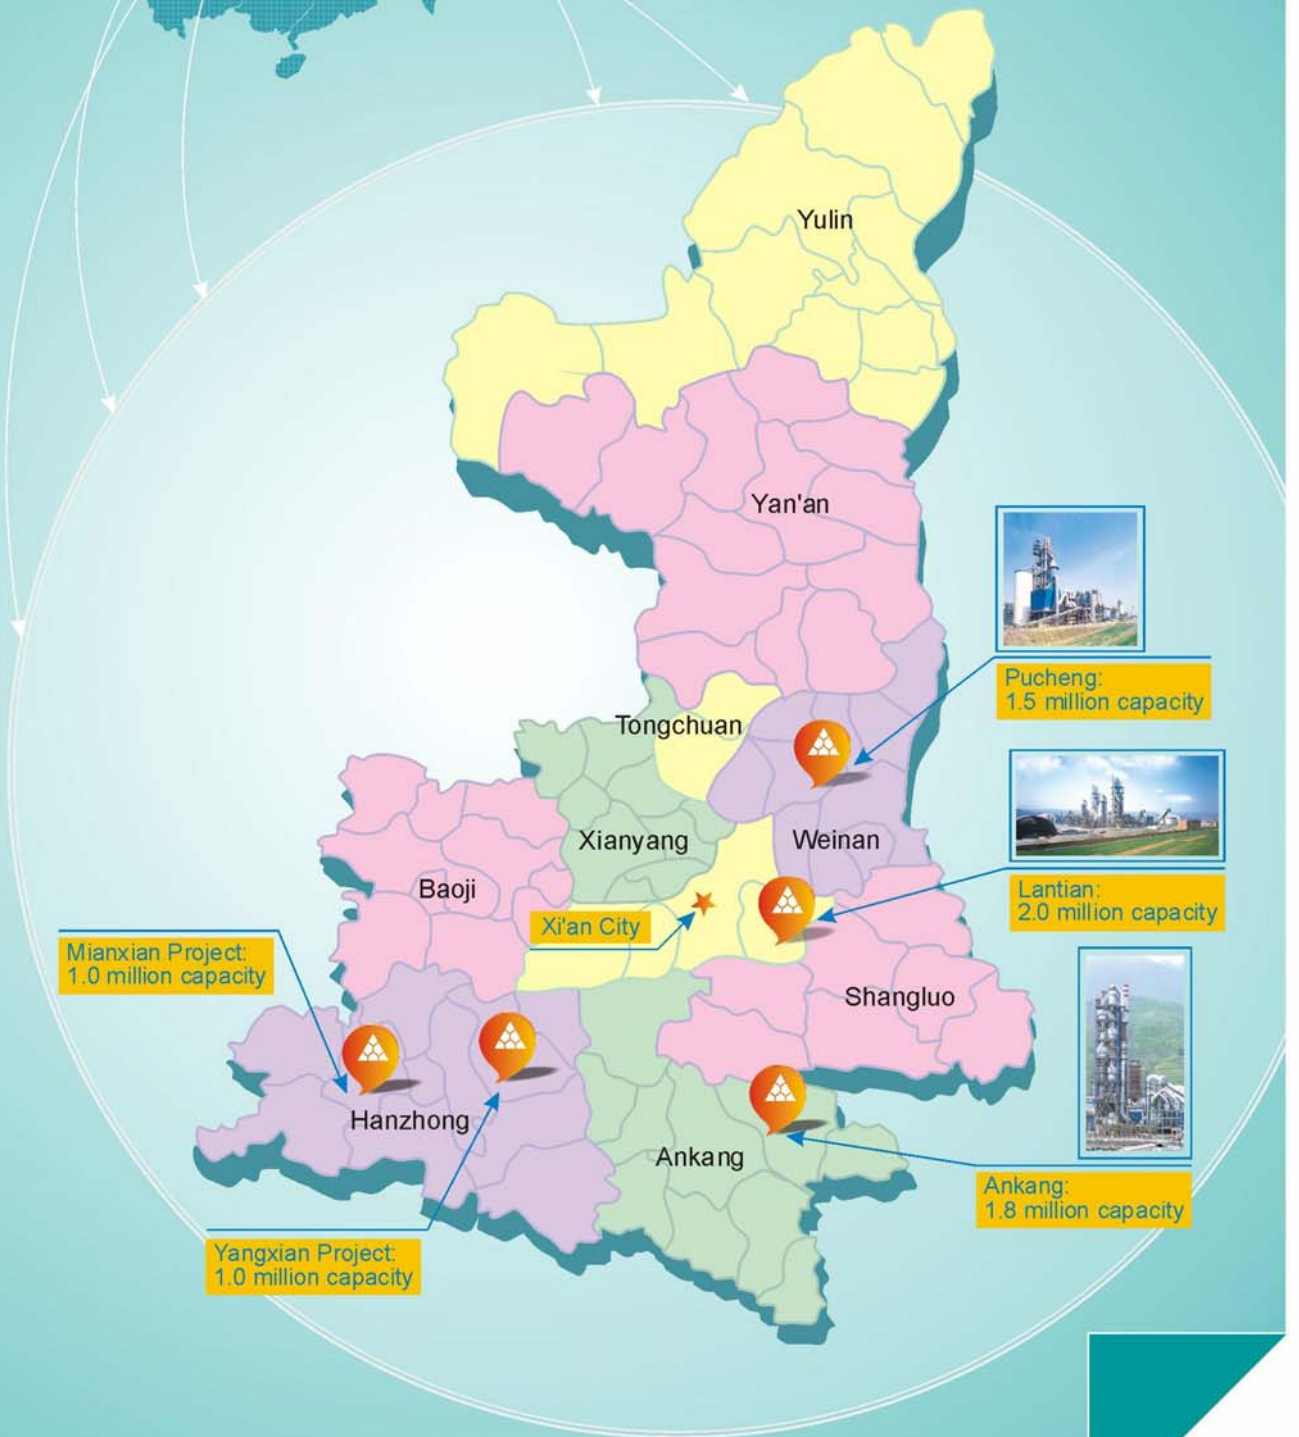 Yulin
Yan'an
Pucheng:
1.5 million capacity
Tongchuan
Xianyang
Weinan
Baoji
Lantian:
2.0 million capacity
Xi'an City
Mianxian Project:
1.0 million capacity
Shangluo
Hanzhong
Ankang
Ankang:
1.8 million capacity
Yangxian Project:
1.0 million capacity